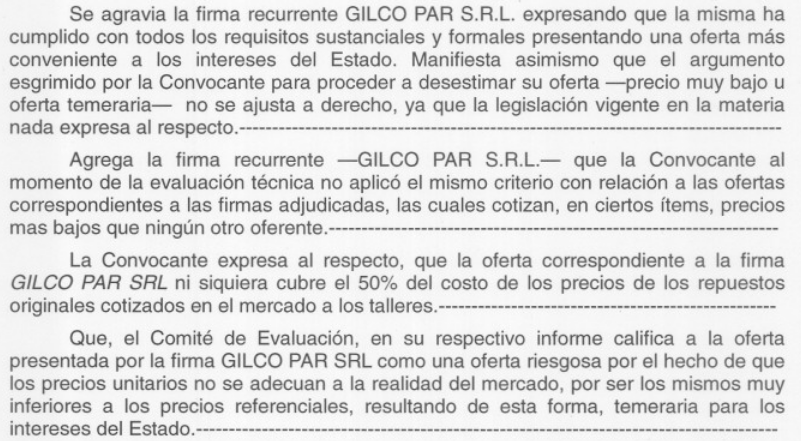 Se agravia la firma recurrente GILCO PAR S.R.L. expresando que la misma ha
cumplido con todos los requisitos sustanciales y formales presentando una oferta más
conveniente a los intereses del Estado. Manifiesta asimismo que el argumento
esgrimido por la Convocante para proceder a desestimar su oferta —precio muy bajo u
oferta temeraria— no se ajusta a derecho, ya que la legislación vigente en la materia
nada expresa al respecto.-----------------------------------------------------------------------------------
Agrega la firma recurrente —GILCO PAR S.R.L.— que la Convocante al
momento de la evaluación técnica no aplicó el mismo criterio con relación a las ofertas
correspondientes a las firmas adjudicadas, las cuales cotizan, en ciertos ítems, precios
mas bajos que ningún otro oferente.---------------------------------------------------------------------
La Convocante expresa al respecto, que la oferta correspondiente a la firma
GILCO PAR SRL ni siquiera cubre el 50% del costo de los precios de los repuestos
originales cotizados en el mercado a los talleres.----------------------------------------------------
Que, el Comité de Evaluación, en su respectivo informe califica a la oferta
presentada por la firma GILCO PAR SRL como una oferta riesgosa por el hecho de que
los precios unitarios no se adecuan a la realidad del mercado, por ser los mismos muy
inferiores a los precios referenciales, resultando de esta forma, temeraria para los
intereses del Estado.-----------------------------------------------------------------------------------------